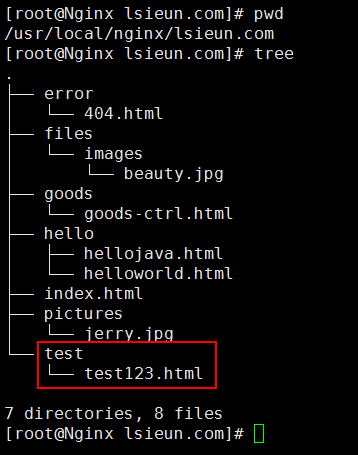 [root@Nginx lsieun.com]# pwd
/usr/local/nginx/lsieun.com
[root@Nginx lsieun.com]# tree
.
├── error
│   └── 404.html
├── files
│   └── images
│       └── beauty.jpg
├── goods
│   └── goods-ctrl.html
├── hello
│   ├── hellojava.html
│   └── helloworld.html
├── index.html
├── pictures
│   └── jerry.jpg
└── test
    └── test123.html

7 directories, 8 files
[root@Nginx lsieun.com]#